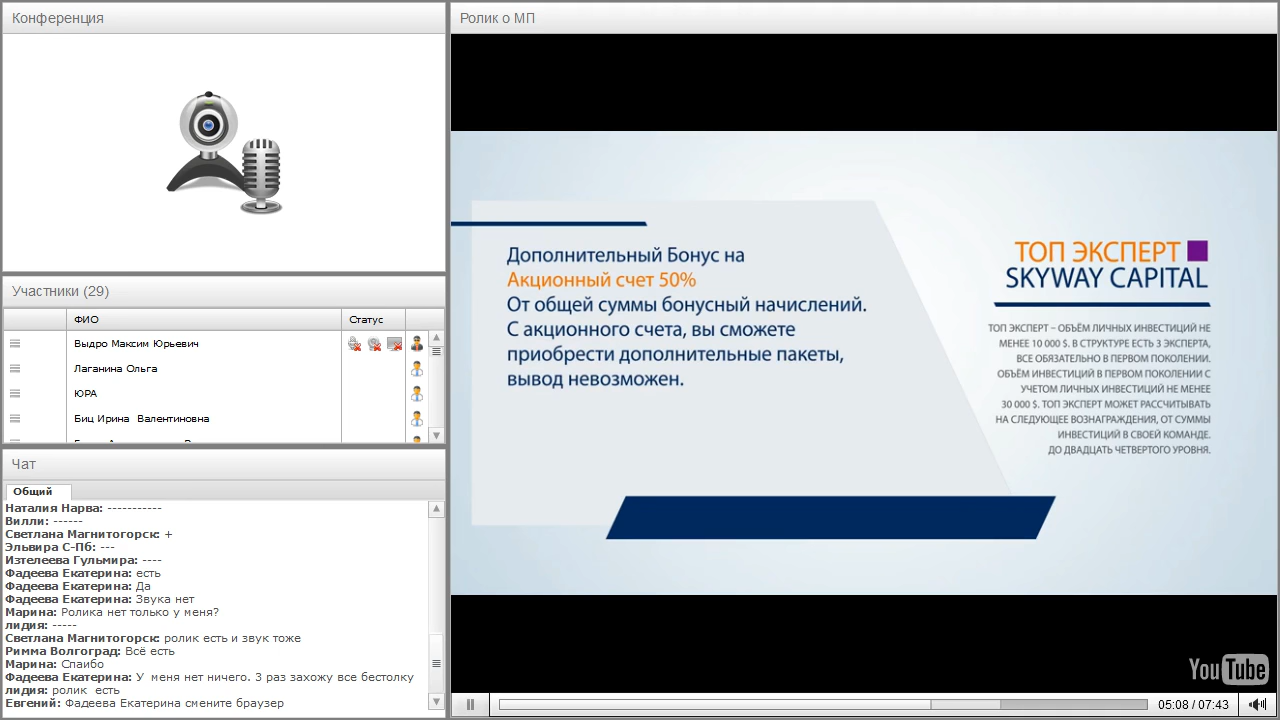 Конференция
Участники (29)
ФИО Статус
Выдро Максим Юрьевич
Лаганина Ольга
ЮРА
Биц Ирина Валентиновна
Чат
Общий
Наталия Нарва: -----------
Вилли: ------
Светлана Магнитогорск: +
Эльвира С-Пб: ---
Изтелеева Гульмира: ----
Фадеева Екатерина: есть
Фадеева Екатерина: Да
Фадеева Екатерина: Звука нет
Марина: Ролика нет только у меня?
лидия: -----
Светлана Магнитогорск: ролик есть и звук тоже
Римма Волгоград: Всё есть
Марина: Спаибо
Фадеева Екатерина: У меня нет ничего. 3 раз захожу все бестолку
лидия: ролик есть
Евгений: Фадеева Екатерина смените браузер
Ролик о МП
Дополнительный Бонус на
Акционный счет 50%
От общей суммы бонусный начислений.
С акционного счета, вы сможете
приобрести дополнительные пакеты,
вывод невозможен.
ТОП ЭКСПЕРТ
SKYWAY CAPITAL
ТОП ЭКСПЕРТ – ОБЪЁМ ЛИЧНЫХ ИНВЕСТИЦИЙ НЕ
МЕНЕЕ 10 000 $. В СТРУКТУРЕ ЕСТЬ 3 ЭКСПЕРТА,
ВСЕ ОБЯЗАТЕЛЬНО В ПЕРВОМ ПОКОЛЕНИИ.
ОБЪЁМ ИНВЕСТИЦИЙ В ПЕРВОМ ПОКОЛЕНИИ С
УЧЕТОМ ЛИЧНЫХ ИНВЕСТИЦИЙ НЕ МЕНЕЕ
30 000 $. ТОП ЭКСПЕРТ МОЖЕТ РАССЧИТЫВАТЬ
НА СЛЕДУЮЩЕЕ ВОЗНАГРАЖДЕНИЯ, ОТ СУММЫ
ИНВЕСТИЦИЙ В СВОЕЙ КОМАНДЕ.
ДО ДВАДЦАТЬ ЧЕТВЕРТОГО УРОВНЯ.
YouTube
05:08 / 07:43